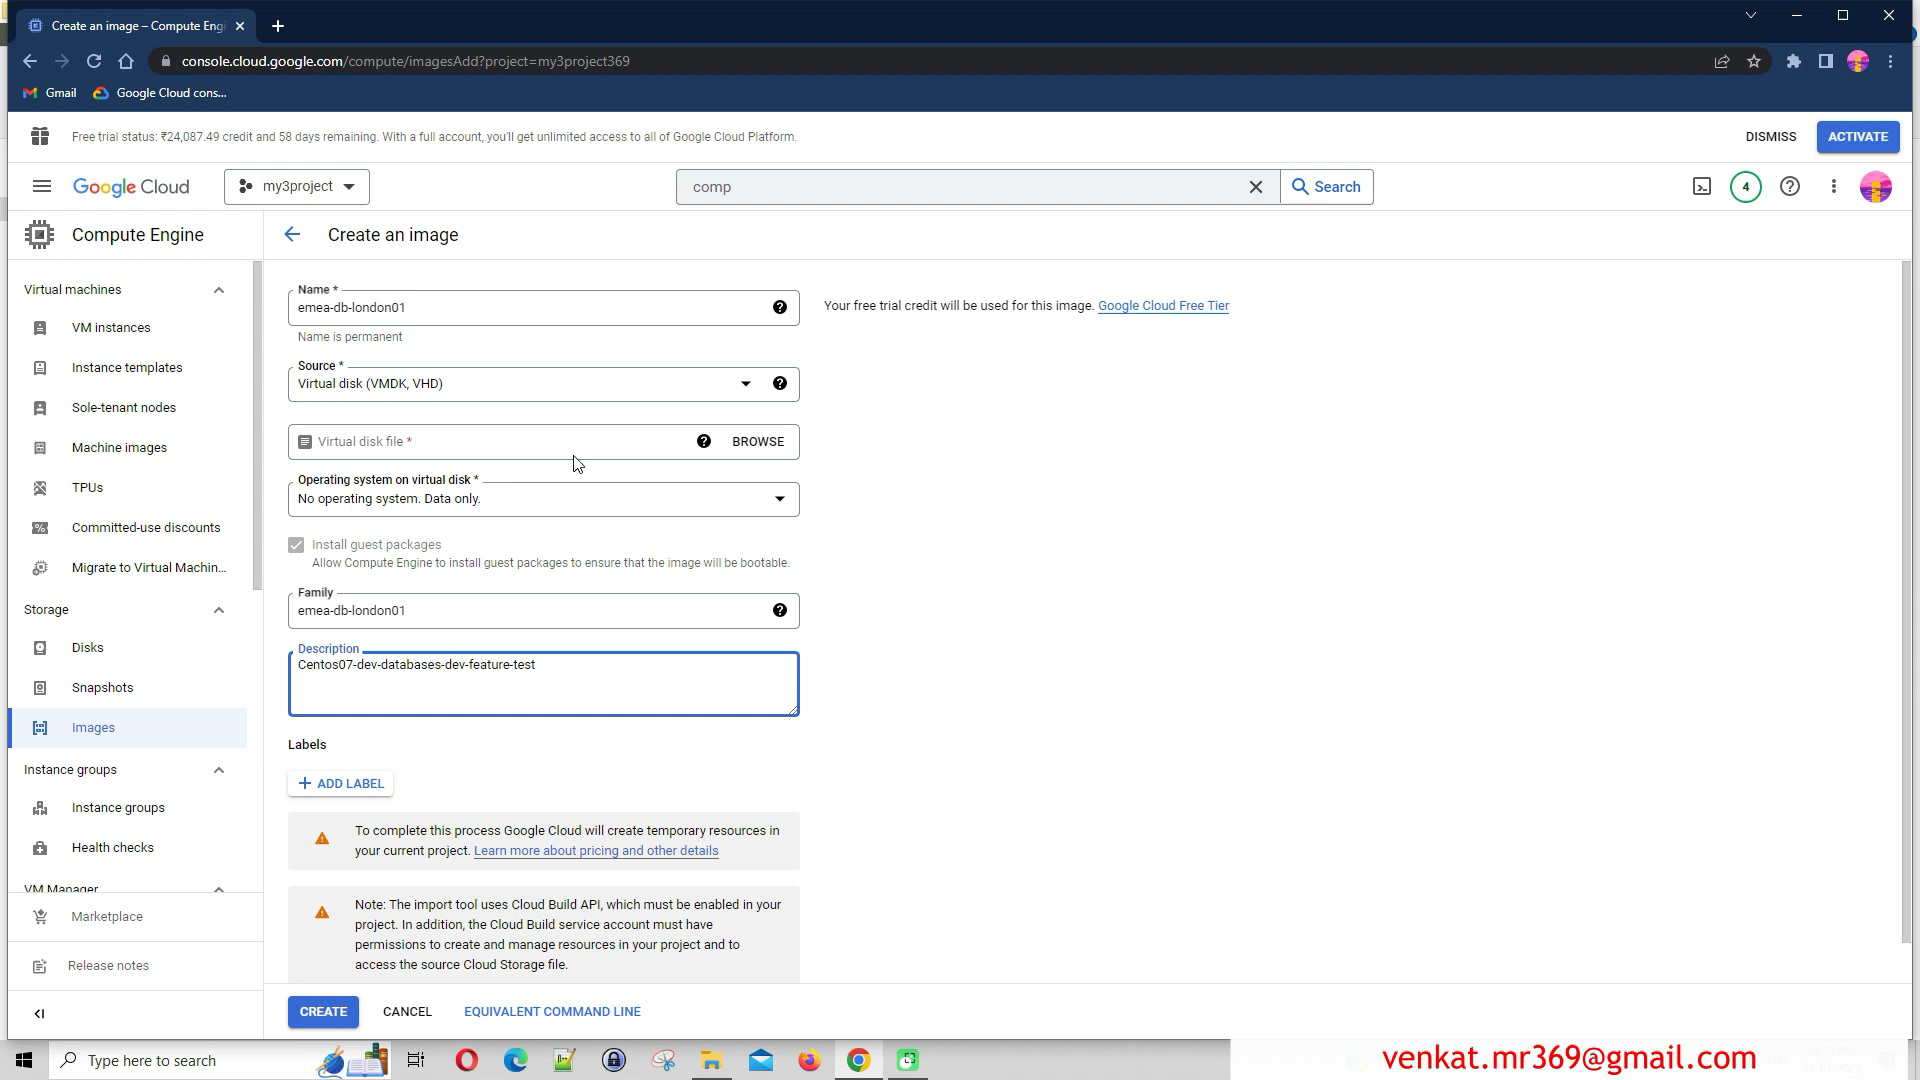 Create an image – Compute Engi
console.cloud.google.com/compute/imagesAdd?project=my3project369
Gmail
Google Cloud cons...
Free trial status: ₹24,087.49 credit and 58 days remaining. With a full account, you'll get unlimited access to all of Google Cloud Platform.
DISMISS
ACTIVATE
Google Cloud
my3project
comp
Search
4
Compute Engine
Create an image
Virtual machines
VM instances
Instance templates
Sole-tenant nodes
Machine images
TPUs
Committed-use discounts
Migrate to Virtual Machin...
Storage
Disks
Snapshots
Images
Instance groups
Instance groups
Health checks
VM Manager
Marketplace
Release notes
Name *
emea-db-london01
Name is permanent
Your free trial credit will be used for this image. Google Cloud Free Tier
Source *
Virtual disk (VMDK, VHD)
Virtual disk file *
BROWSE
Operating system on virtual disk *
No operating system. Data only.
Install guest packages
Allow Compute Engine to install guest packages to ensure that the image will be bootable.
Family
emea-db-london01
Description
Centos07-dev-databases-dev-feature-test
Labels
ADD LABEL
To complete this process Google Cloud will create temporary resources in
your current project. Learn more about pricing and other details
Note: The import tool uses Cloud Build API, which must be enabled in your
project. In addition, the Cloud Build service account must have
permissions to create and manage resources in your project and to
access the source Cloud Storage file.
CREATE
CANCEL
EQUIVALENT COMMAND LINE
Type here to search
venkat.mr369@gmail.com